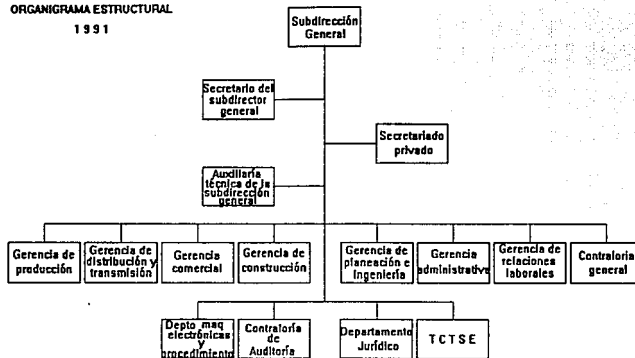 ORGANIGRAMA ESTRUCTURAL
1991
Subdirección
General
Secretario del
subdirector
general
Secretariado
privado
Auxiliaría
técnica de la
subdirección
general
Gerencia de
producción
Gerencia de
distribución y
transmisión
Gerencia
comercial
Gerencia de
construcción
Gerencia de
planeación e
ingeniería
Gerencia
administrativa
Gerencia de
relaciones
laborales
Contraloría
general
Depto maq
electrónicas
y
procedimiento
Contraloría
de
Auditoría
Departamento
Jurídico
TCTSE